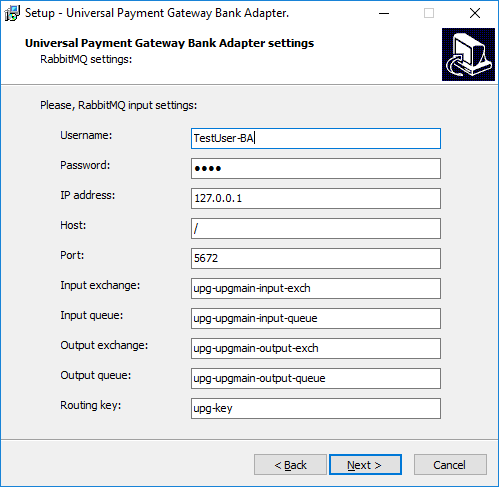 Setup - Universal Payment Gateway Bank Adapter.
Universal Payment Gateway Bank Adapter settings
RabbitMQ settings:
Please, RabbitMQ input settings:
Username: TestUser-BA
Password: ●●●●
IP address: 127.0.0.1
Host: /
Port: 5672
Input exchange: upg-upgmain-input-exch
Input queue: upg-upgmain-input-queue
Output exchange: upg-upgmain-output-exch
Output queue: upg-upgmain-output-queue
Routing key: upg-key
< Back Next > Cancel